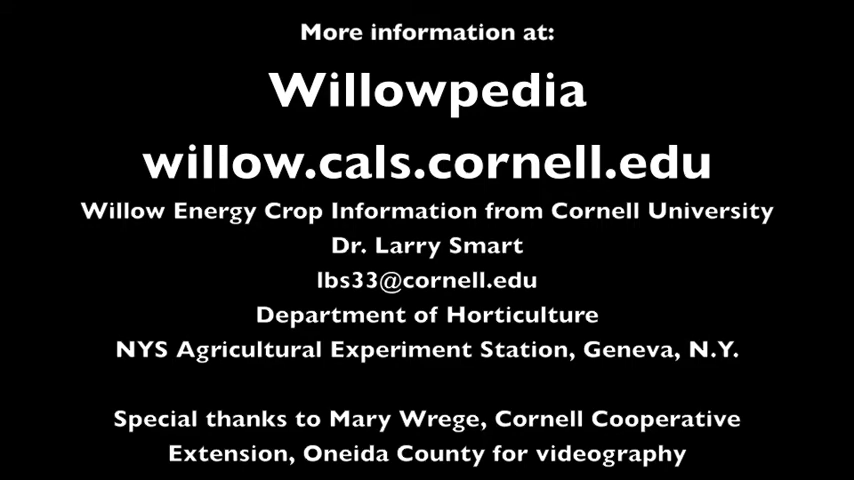 More information at:
Willowpedia
willow.cals.cornell.edu
Willow Energy Crop Information from Cornell University
Dr. Larry Smart
lbs33@cornell.edu
Department of Horticulture
NYS Agricultural Experiment Station, Geneva, N.Y.
Special thanks to Mary Wrege, Cornell Cooperative
Extension, Oneida County for videography